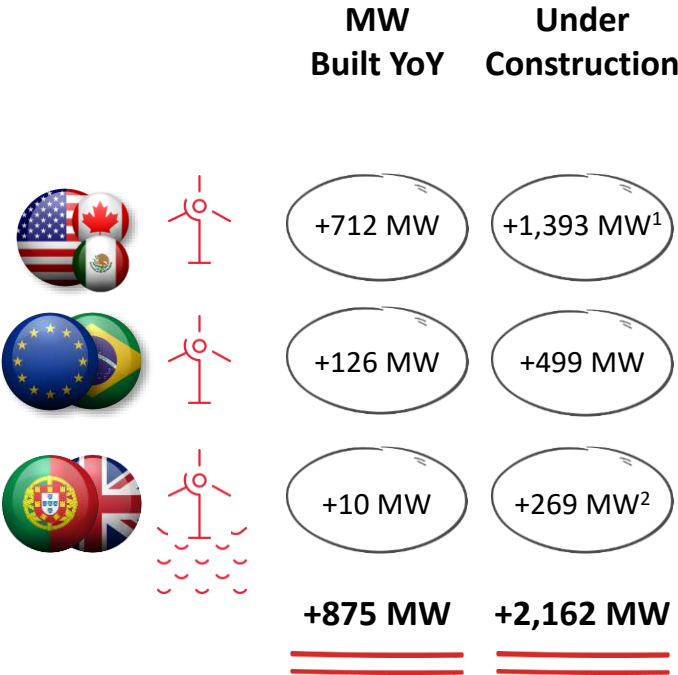 MW
Built YoY
Under
Construction
+712 MW
+1,393 MW¹
+126 MW
+499 MW
+10 MW
+269 MW²
+875 MW
+2,162 MW